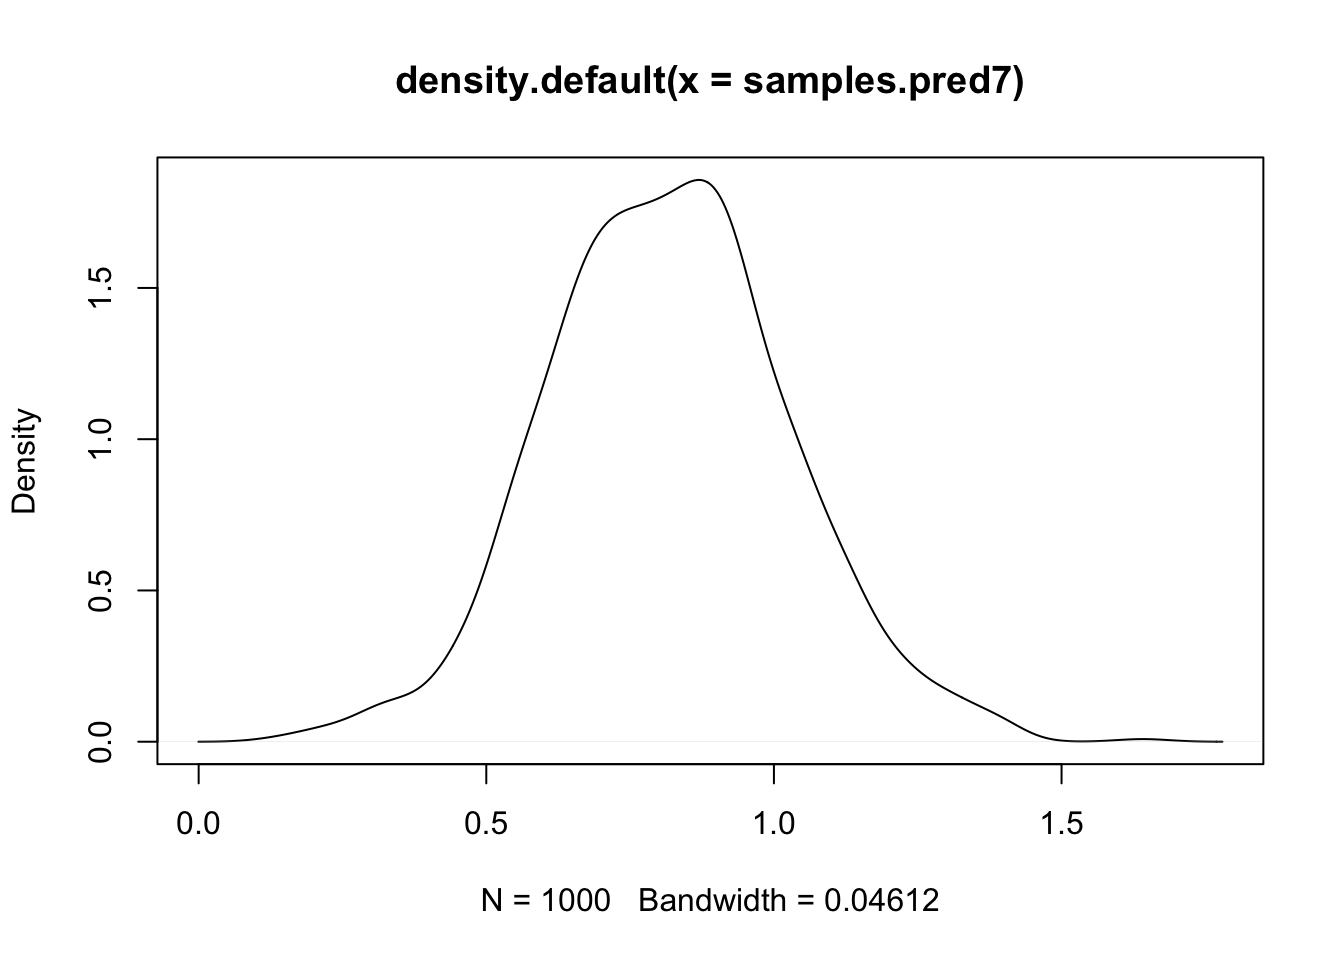 density.default(x = samples.pred7)
Density
1.5
1.0
0.5
0.0
0.0 0.5 1.0 1.5
N = 1000 Bandwidth = 0.04612